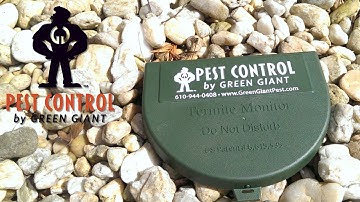 G
PEST CONTROL
by GREEN GIANT
PEST CONTROL
by GREEN GIANT
610-944-0408 • www.GreenGiantPest.com
Termite Monitor
Do Not Disturb